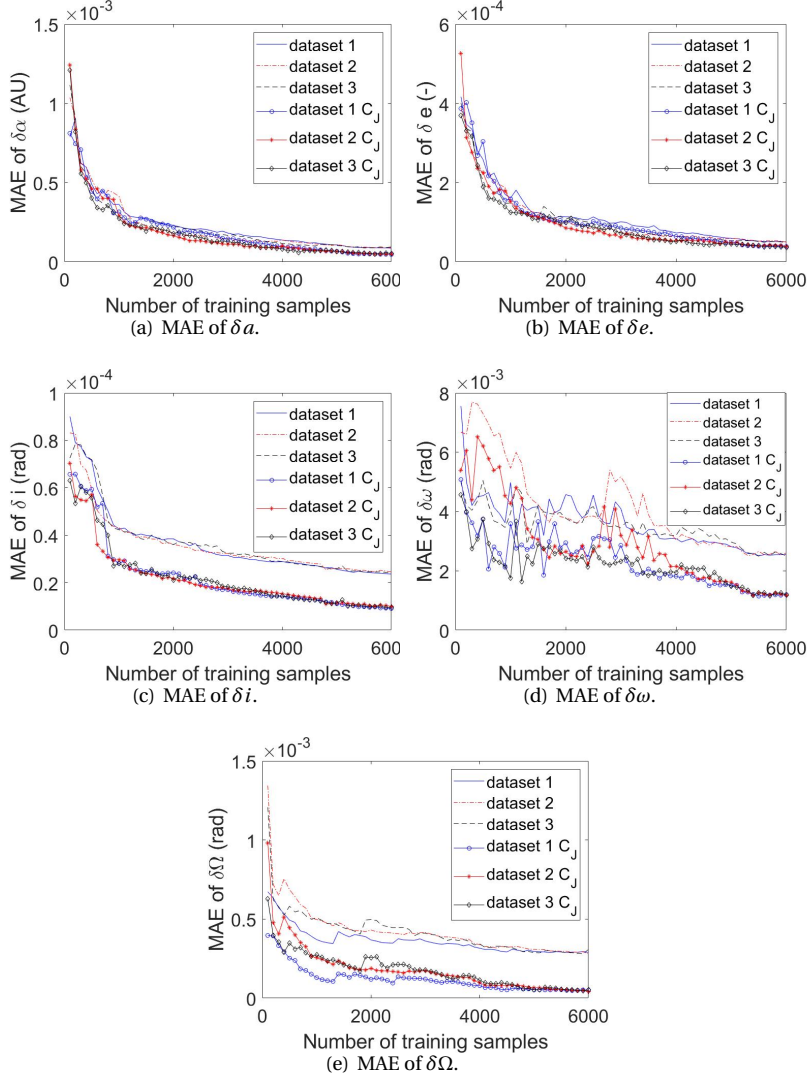 ×10⁻³
1.5
1
0.5
0
MAE of δα (AU)
dataset 1
dataset 2
dataset 3
dataset 1 C_J
dataset 2 C_J
dataset 3 C_J
0 2000 4000 6000
Number of training samples
(a) MAE of δa.
×10⁻⁴
6
4
2
0
MAE of δ e (-)
dataset 1
dataset 2
dataset 3
dataset 1 C_J
dataset 2 C_J
dataset 3 C_J
0 2000 4000 6000
Number of training samples
(b) MAE of δe.
×10⁻⁴
1
0.8
0.6
0.4
0.2
0
MAE of δ i (rad)
dataset 1
dataset 2
dataset 3
dataset 1 C_J
dataset 2 C_J
dataset 3 C_J
0 2000 4000 6000
Number of training samples
(c) MAE of δi.
×10⁻³
8
6
4
2
0
MAE of δω (rad)
dataset 1
dataset 2
dataset 3
dataset 1 C_J
dataset 2 C_J
dataset 3 C_J
0 2000 4000 6000
Number of training samples
(d) MAE of δω.
×10⁻³
1.5
1
0.5
0
MAE of δΩ (rad)
dataset 1
dataset 2
dataset 3
dataset 1 C_J
dataset 2 C_J
dataset 3 C_J
0 2000 4000 6000
Number of training samples
(e) MAE of δΩ.